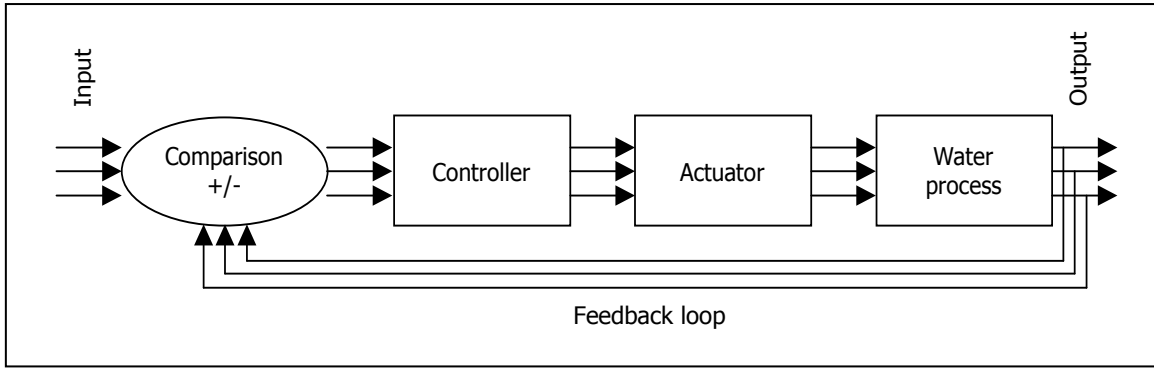 Input
Output
Comparison
+/-
Controller
Actuator
Water
process
Feedback loop